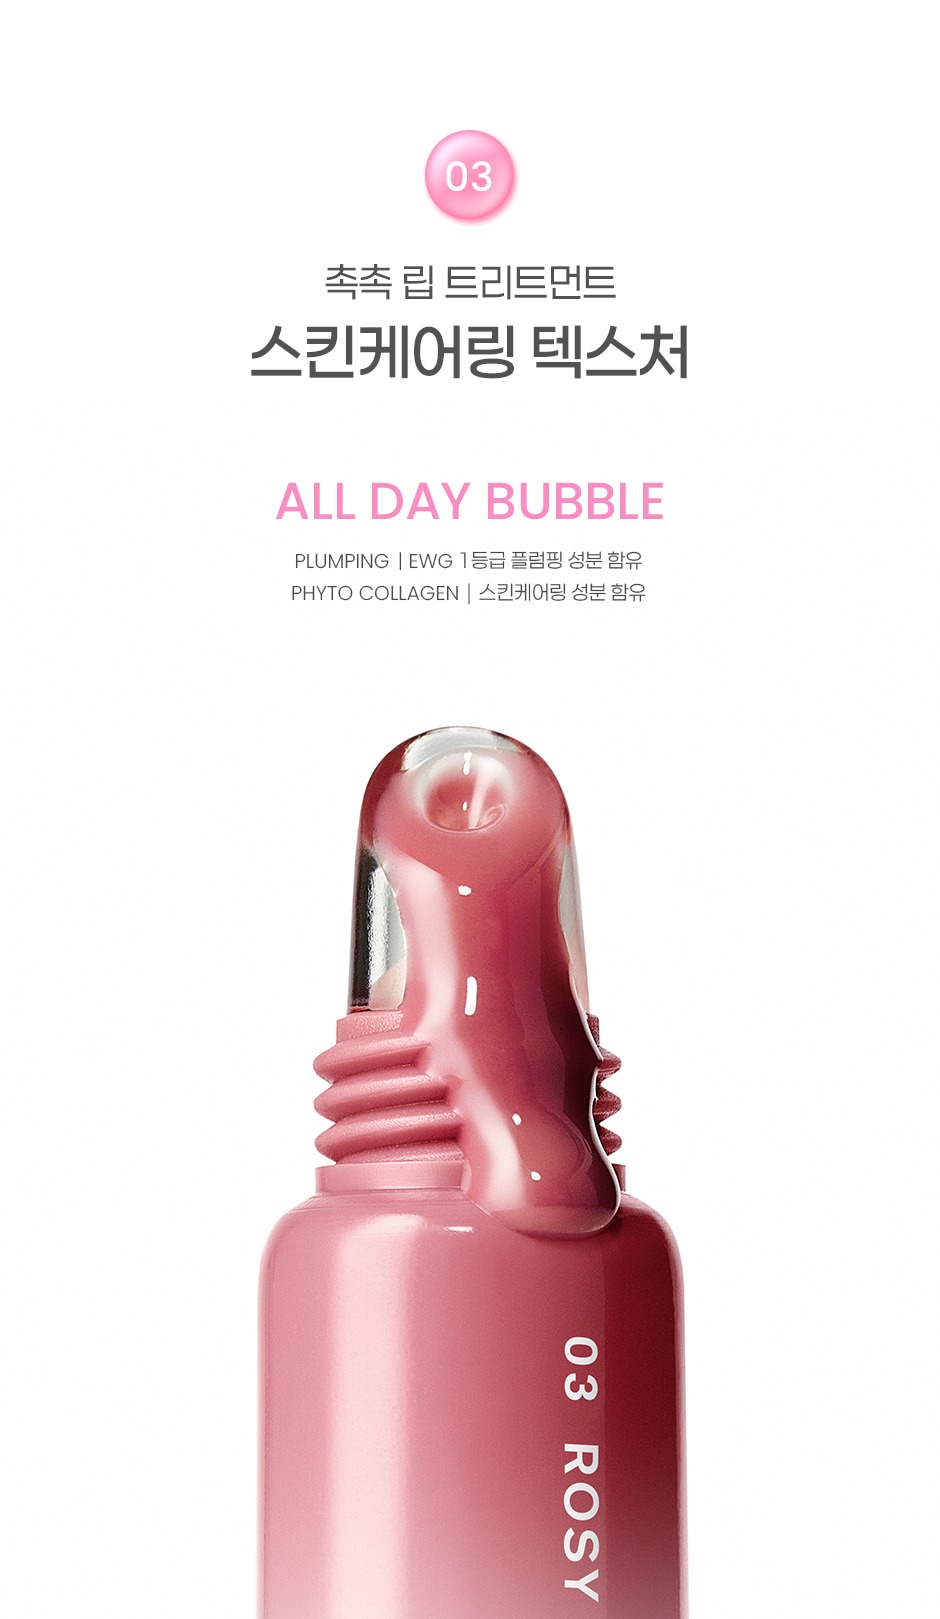 03
촉촉 립 트리트먼트
스킨케어링 텍스처
ALL DAY BUBBLE
PLUMPING | EWG 1등급 플럼핑 성분 함유
PHYTO COLLAGEN | 스킨케어링 성분 함유
03 ROSY